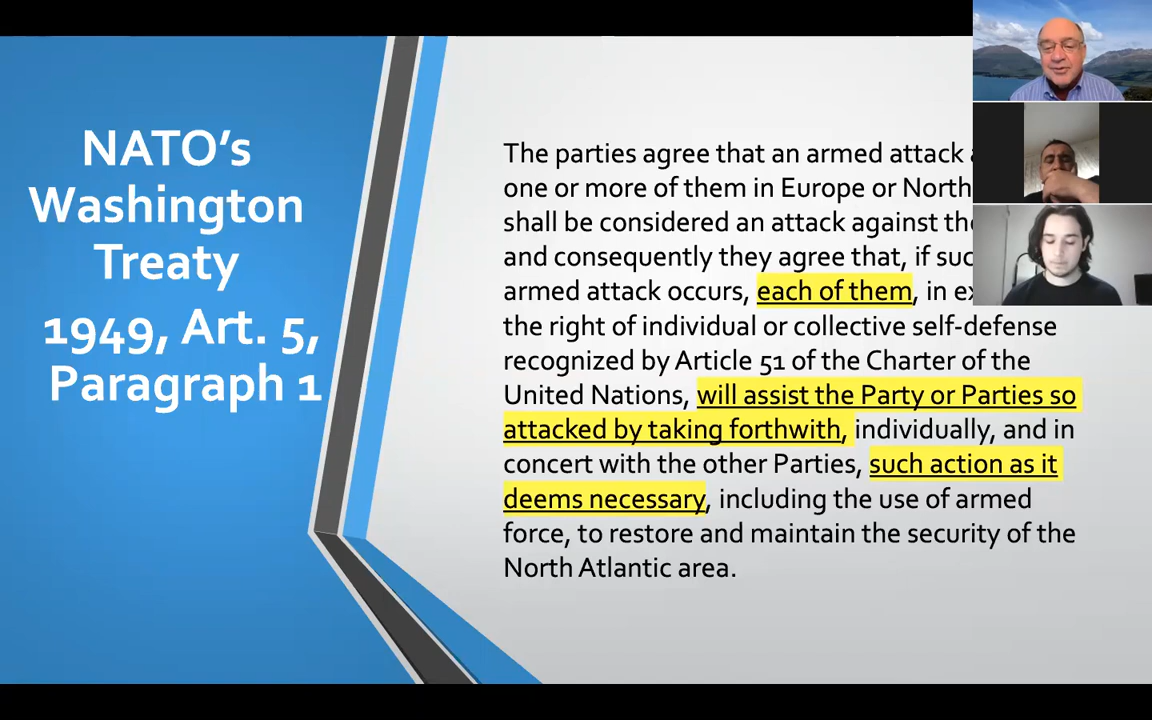 NATO’s
Washington
Treaty
1949, Art. 5,
Paragraph 1
The parties agree that an armed attack
one or more of them in Europe or North
shall be considered an attack against
and consequently they agree that, if
armed attack occurs, each of them, in
the right of individual or collective self-defense
recognized by Article 51 of the Charter of the
United Nations, will assist the Party or Parties so
attacked by taking forthwith, individually, and in
concert with the other Parties, such action as it
deems necessary, including the use of armed
force, to restore and maintain the security of the
North Atlantic area.